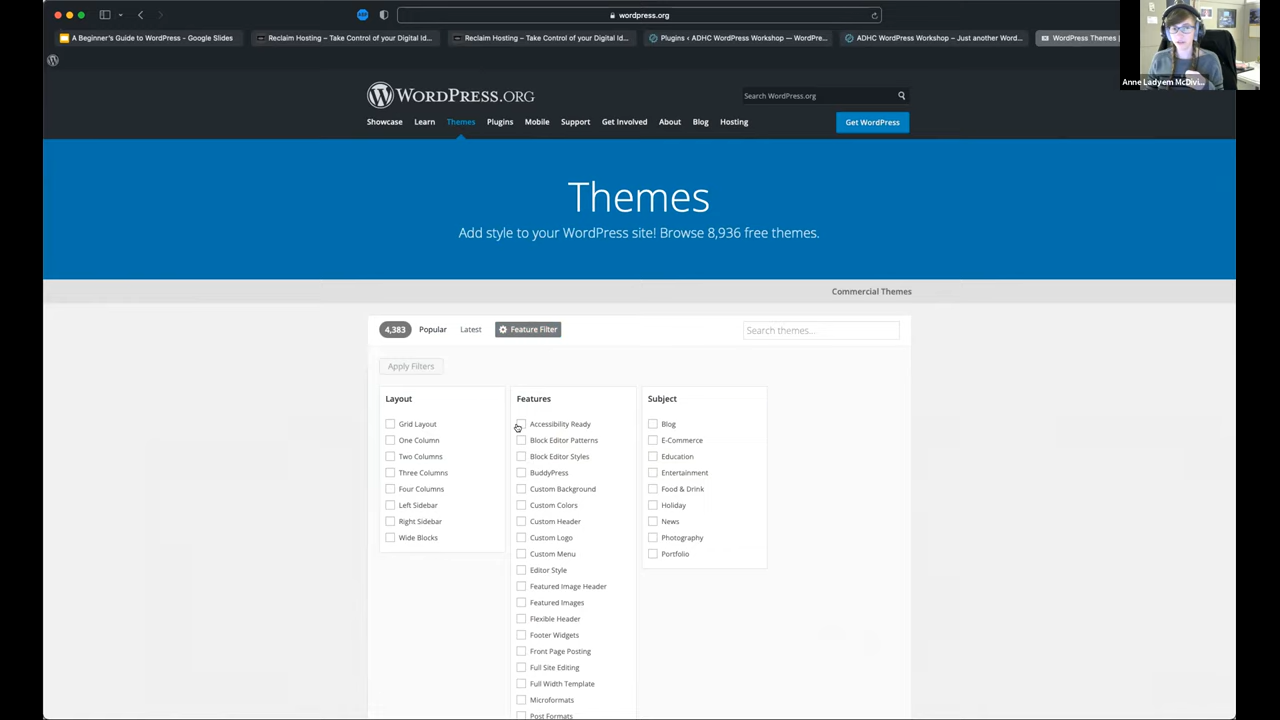 wordpress.org
A Beginner's Guide to WordPress - Google Slides
Reclaim Hosting – Take Control of your Digital Id...
Reclaim Hosting – Take Control of your Digital Id...
Plugins ‹ ADHC WordPress Workshop — WordPre...
ADHC WordPress Workshop – Just another Word...
WordPress Themes |
Anne Ladyem McDivi...
WORDPRESS.ORG
Search WordPress.org
Showcase Learn Themes Plugins Mobile Support Get Involved About Blog Hosting
Get WordPress
Themes
Add style to your WordPress site! Browse 8,936 free themes.
Commercial Themes
4,383 Popular Latest Feature Filter
Search themes...
Apply Filters
Layout
Grid Layout
One Column
Two Columns
Three Columns
Four Columns
Left Sidebar
Right Sidebar
Wide Blocks
Features
Accessibility Ready
Block Editor Patterns
Block Editor Styles
BuddyPress
Custom Background
Custom Colors
Custom Header
Custom Logo
Custom Menu
Editor Style
Featured Image Header
Featured Images
Flexible Header
Footer Widgets
Front Page Posting
Full Site Editing
Full Width Template
Microformats
Post Formats
Subject
Blog
E-Commerce
Education
Entertainment
Food & Drink
Holiday
News
Photography
Portfolio